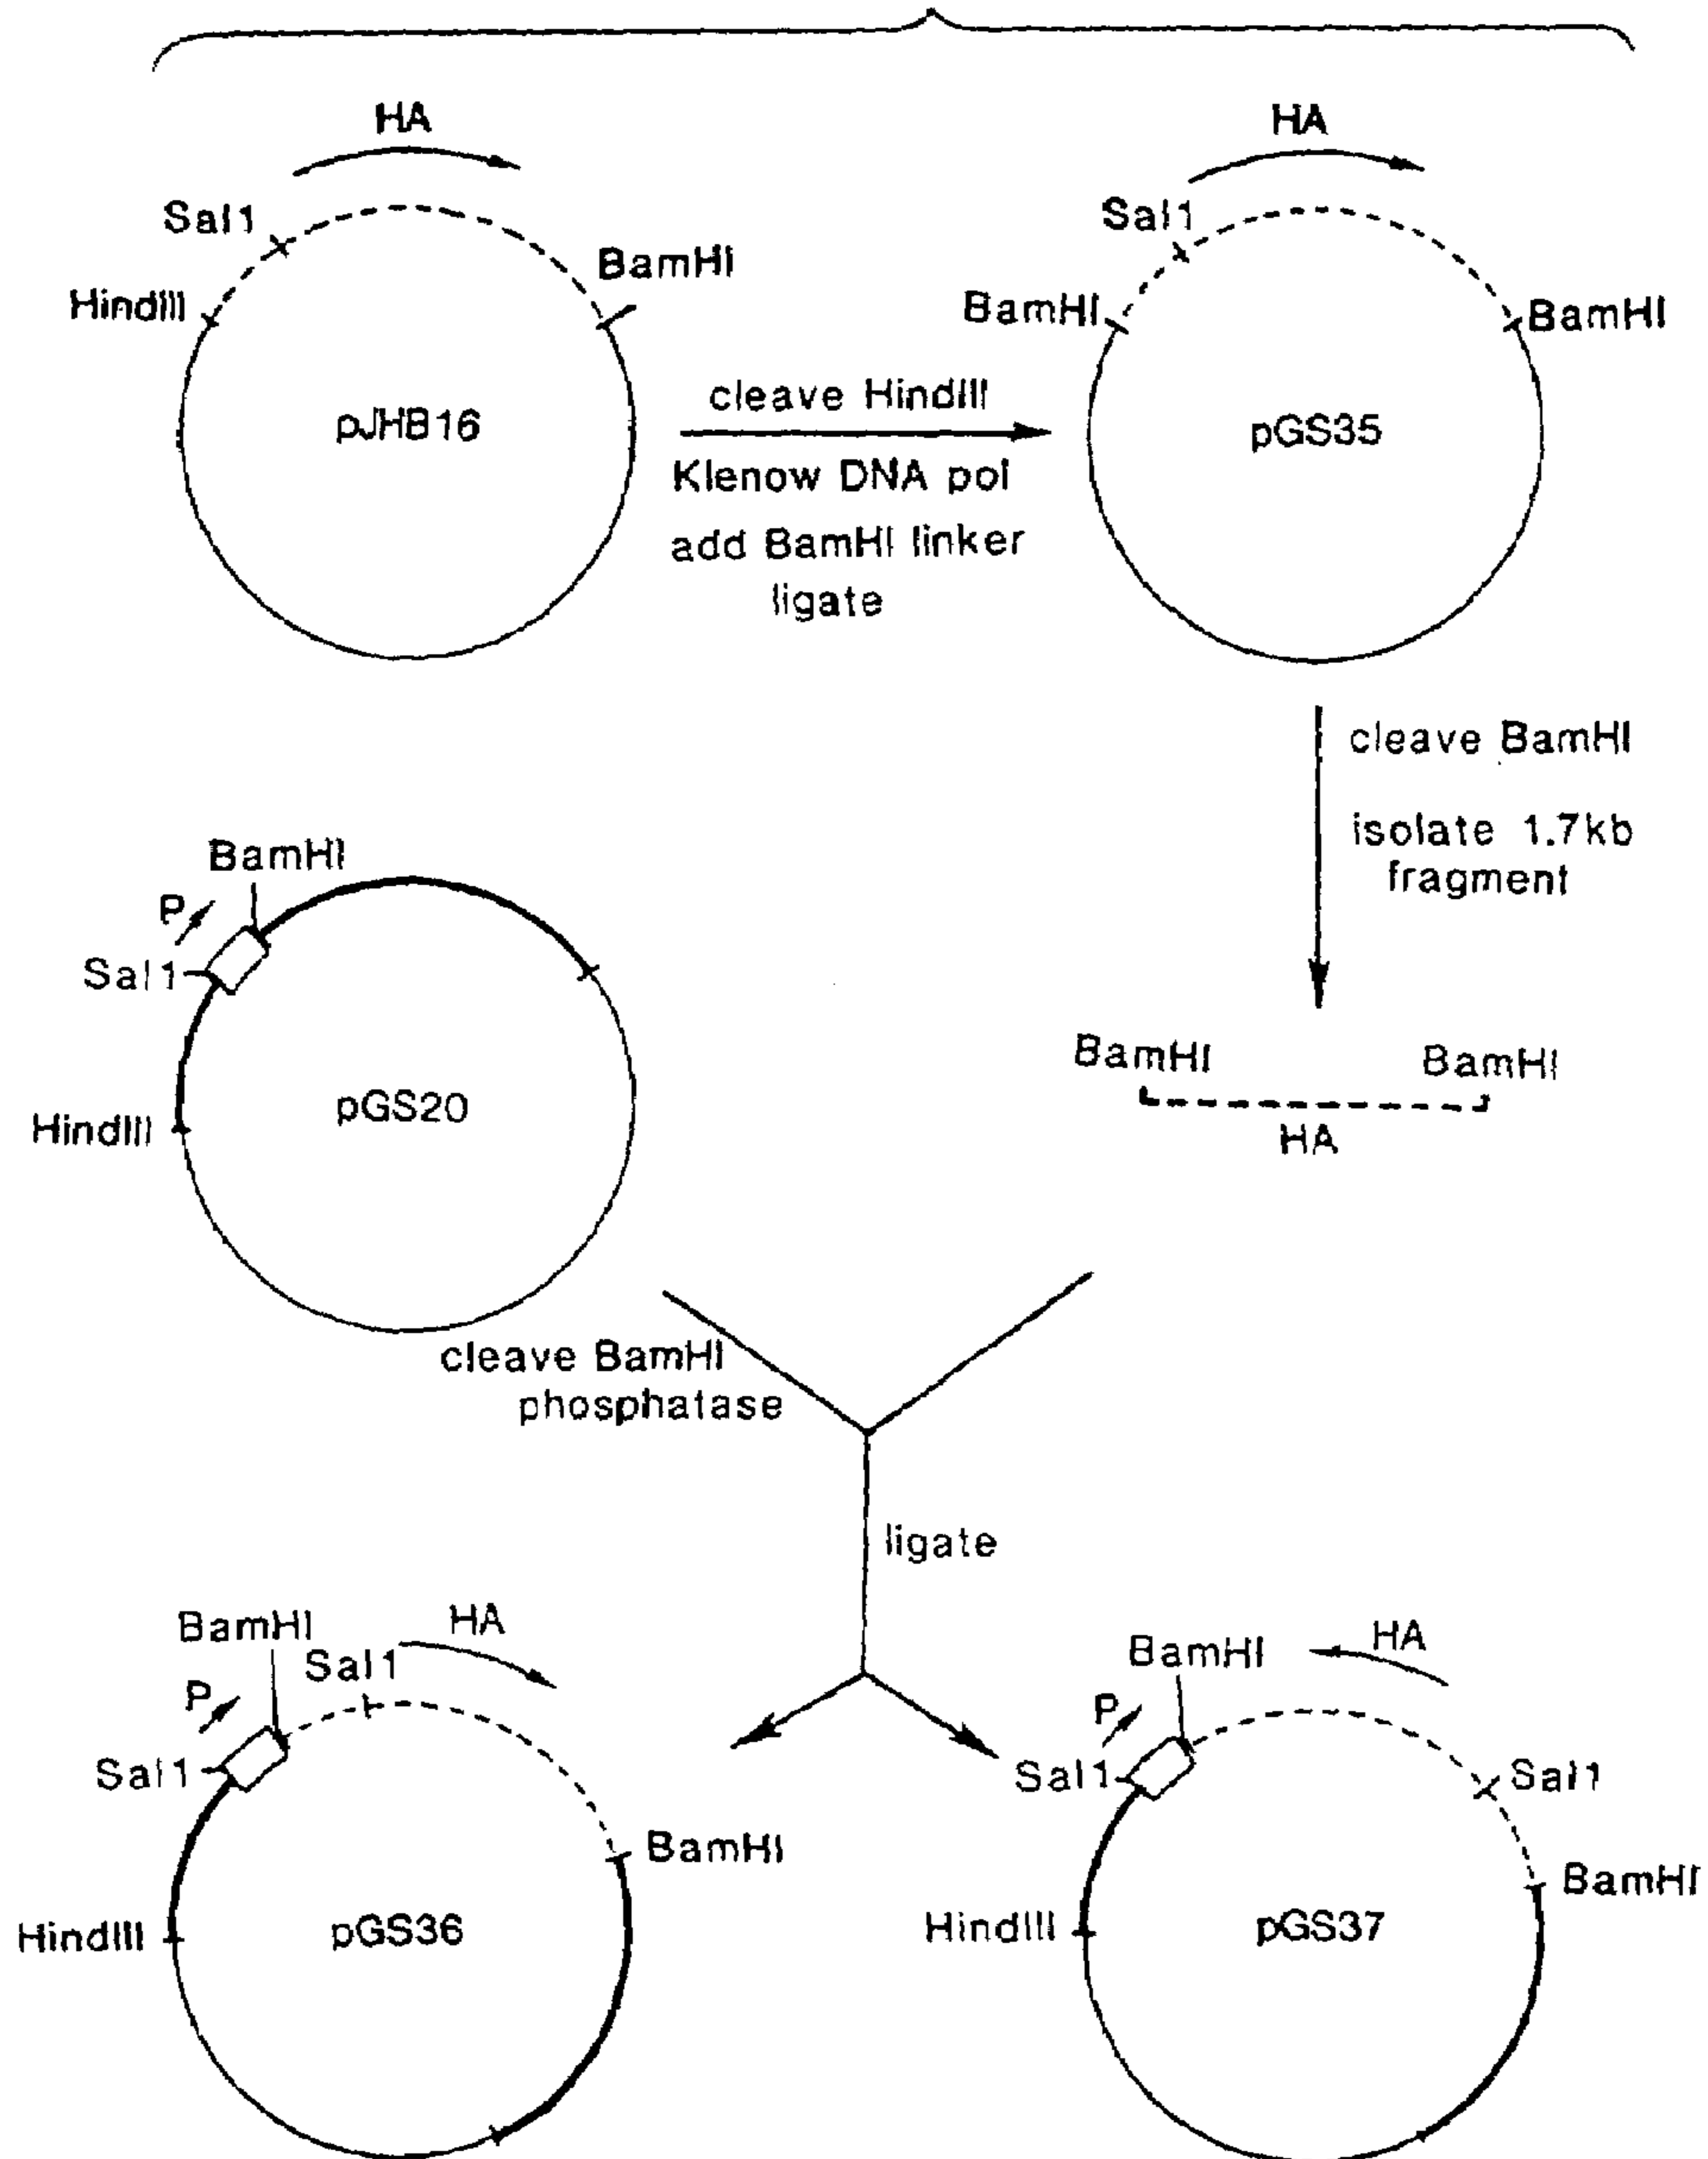 HA
Sal1
HindIII
BamHI
pJHB16
cleave HindIII
Klenow DNA pol
add BamHI linker
ligate
HA
Sal1
BamHI
BamHI
pGS35
cleave BamHI
isolate 1.7kb
fragment
BamHI
P
Sal1
HindIII
pGS20
BamHI
BamHI
HA
cleave BamHI
phosphatase
ligate
BamHI
HA
Sal1
P
Sal1
BamHI
HindIII
pGS36
BamHI
HA
P
Sal1
Sal1
BamHI
HindIII
pGS37